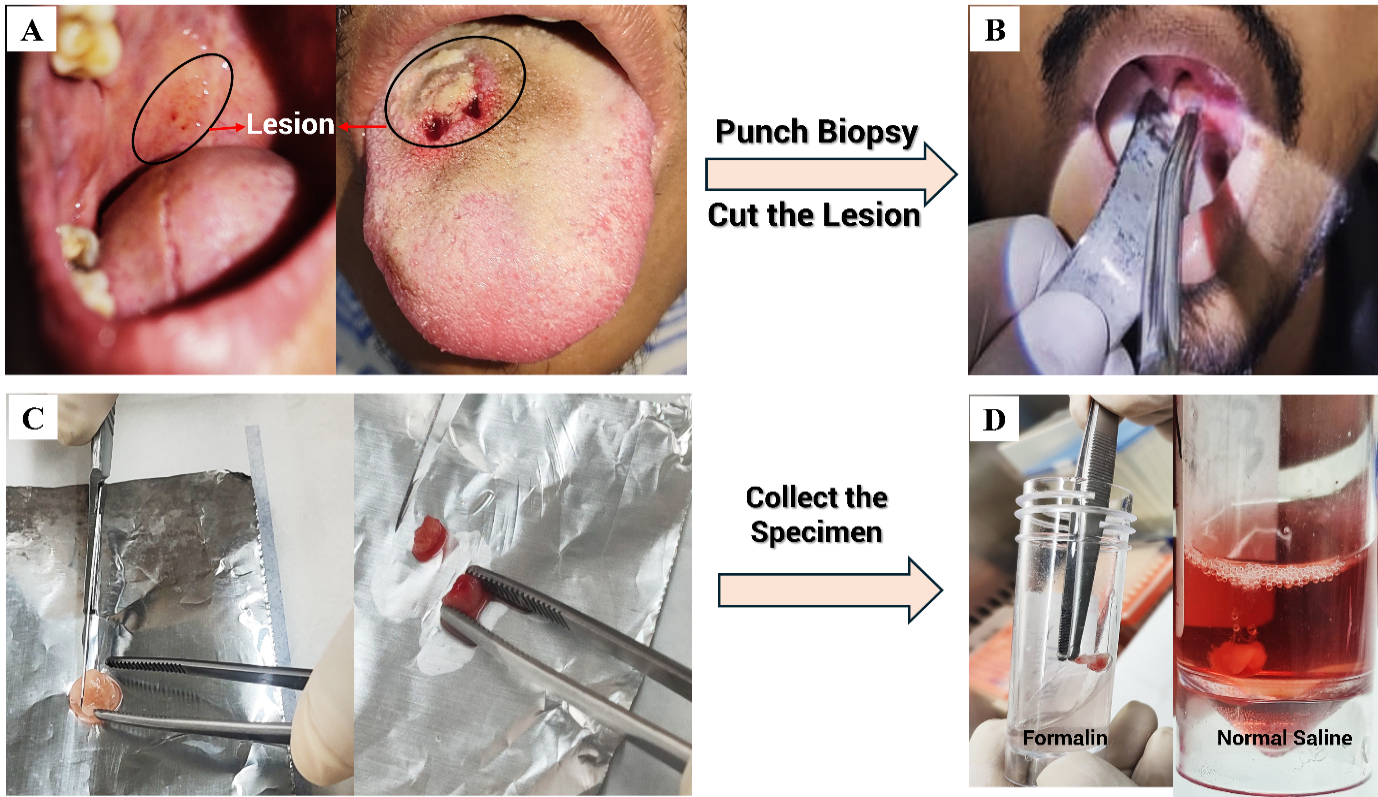 A
Lesion
Punch Biopsy
Cut the Lesion
B
C
Collect the
Specimen
D
Formalin
Normal Saline